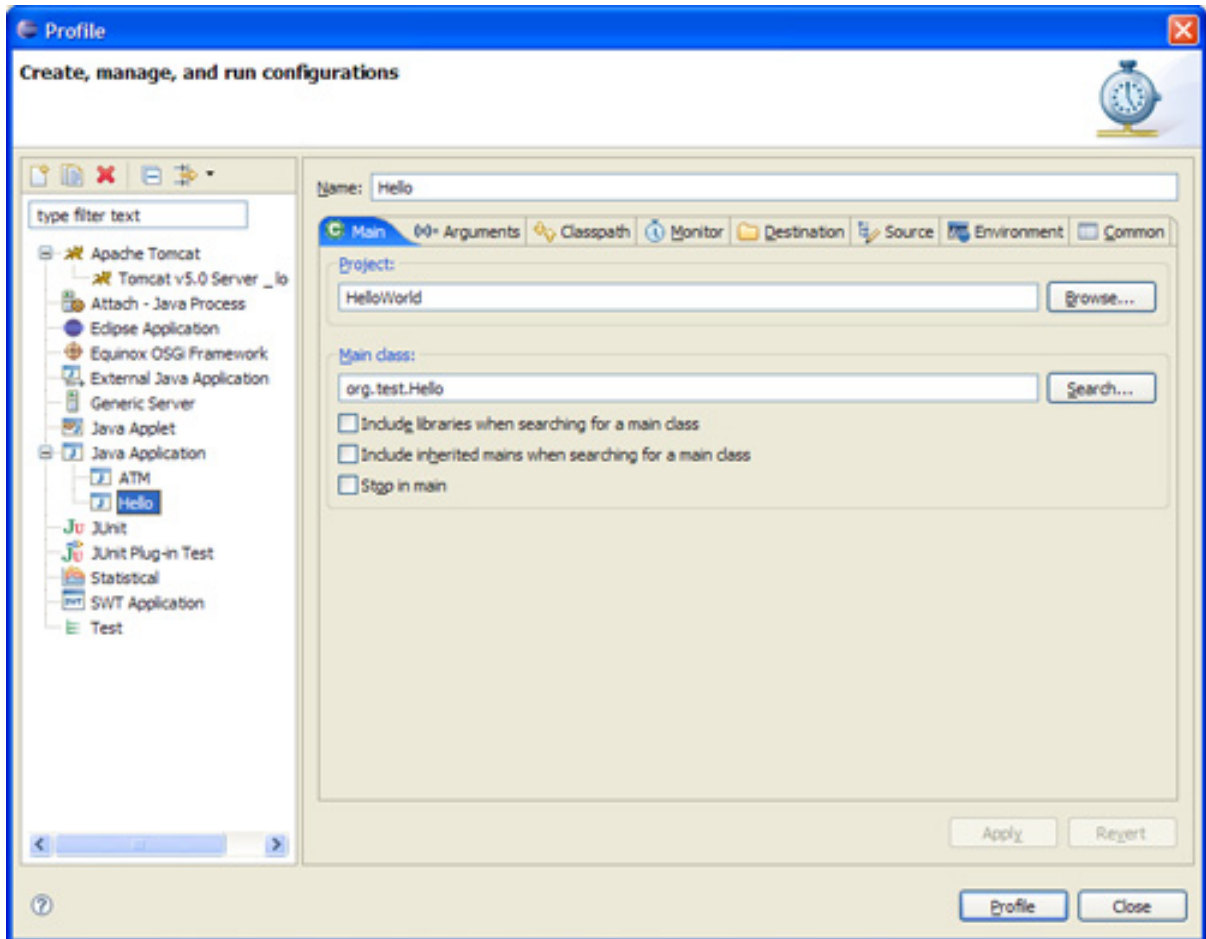 Profile
Create, manage, and run configurations
type filter text
Apache Tomcat
Tomcat v5.0 Server _lo
Attach - Java Process
Eclipse Application
Equinox OSGi Framework
External Java Application
Generic Server
Java Applet
Java Application
ATM
Hello
JUnit
JUnit Plug-in Test
Statistical
SWT Application
Test
Name: Hello
Main Arguments Classpath Monitor Destination Source Environment Common
Project:
HelloWorld Browse...
Main class:
org.test.Hello Search...
Include libraries when searching for a main class
Include inherited mains when searching for a main class
Stop in main
Apply Revert
Profile Close